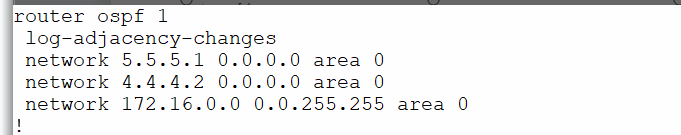 router ospf 1
log-adjacency-changes
network 5.5.5.1 0.0.0.0 area 0
network 4.4.4.2 0.0.0.0 area 0
network 172.16.0.0 0.0.255.255 area 0
!